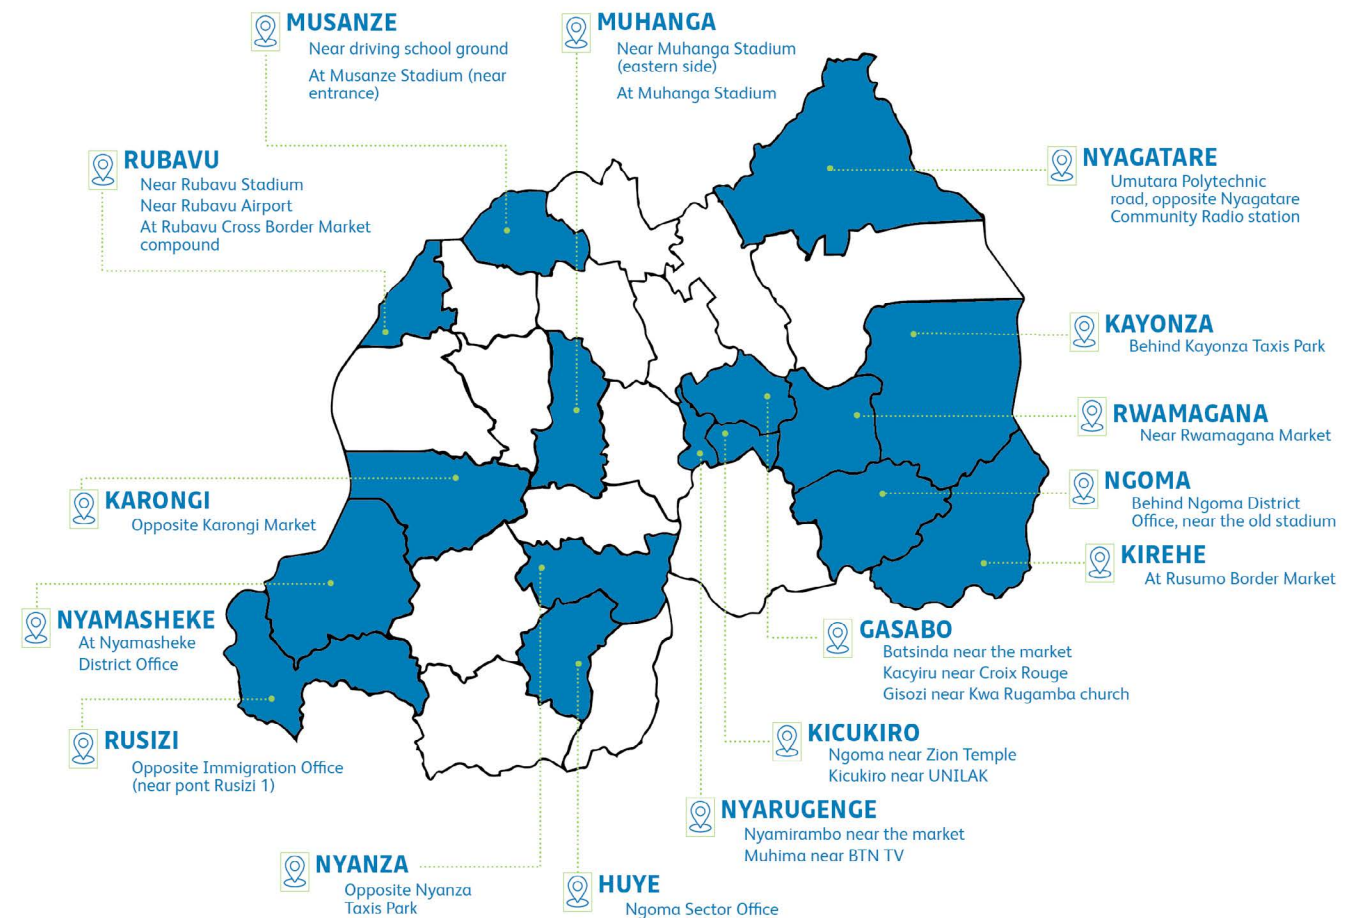 MUSANZE
Near driving school ground
At Musanze Stadium (near
entrance)
MUHANGA
Near Muhanga Stadium
(eastern side)
At Muhanga Stadium
RUBAVU
Near Rubavu Stadium
Near Rubavu Airport
At Rubavu Cross Border Market
compound
NYAGATARE
Umutara Polytechnic
road, opposite Nyagatare
Community Radio station
KAYONZA
Behind Kayonza Taxis Park
RWAMAGANA
Near Rwamagana Market
NGOMA
Behind Ngoma District
Office, near the old stadium
KARONGI
Opposite Karongi Market
KIREHE
At Rusumo Border Market
NYAMASHEKE
At Nyamasheke
District Office
GASABO
Batsinda near the market
Kacyiru near Croix Rouge
Gisozi near Kwa Rugamba church
RUSIZI
Opposite Immigration Office
(near pont Rusizi 1)
KICUKIRO
Ngoma near Zion Temple
Kicukiro near UNILAK
NYARUGENGE
Nyamirambo near the market
Muhima near BTN TV
NYANZA
Opposite Nyanza
Taxis Park
HUYE
Ngoma Sector Office